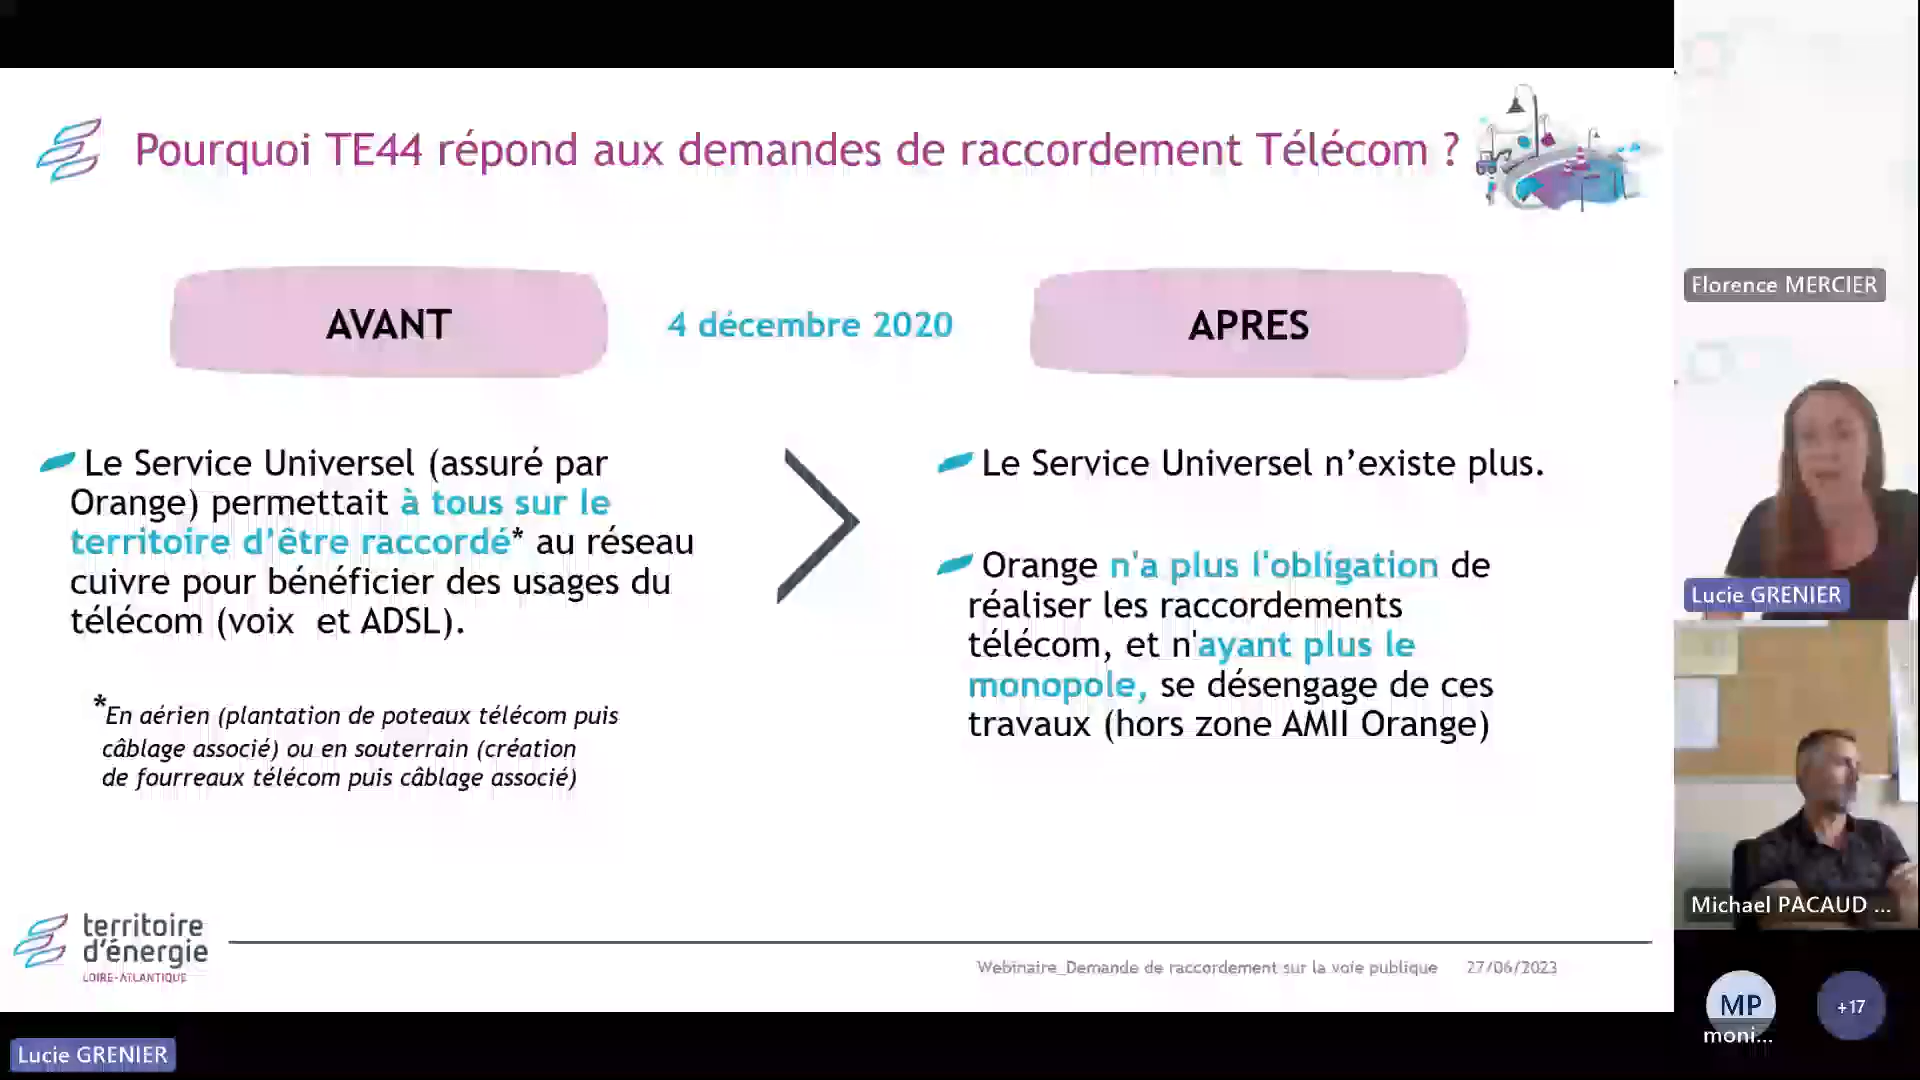 Pourquoi TE44 répond aux demandes de raccordement Télécom ?
AVANT
4 décembre 2020
APRES
Le Service Universel (assuré par
Orange) permettait à tous sur le
territoire d’être raccordé* au réseau
cuivre pour bénéficier des usages du
télécom (voix et ADSL).
*En aérien (plantation de poteaux télécom puis
câblage associé) ou en souterrain (création
de fourreaux télécom puis câblage associé)
Le Service Universel n’existe plus.
Orange n'a plus l'obligation de
réaliser les raccordements
télécom, et n'ayant plus le
monopole, se désengage de ces
travaux (hors zone AMII Orange)
territoire
d'énergie
LOIRE-ATLANTIQUE
Webinaire_Demande de raccordement sur la voie publique
27/06/2023
Lucie GRENIER
Florence MERCIER
Lucie GRENIER
Michael PACAUD ...
MP
moni...
+17